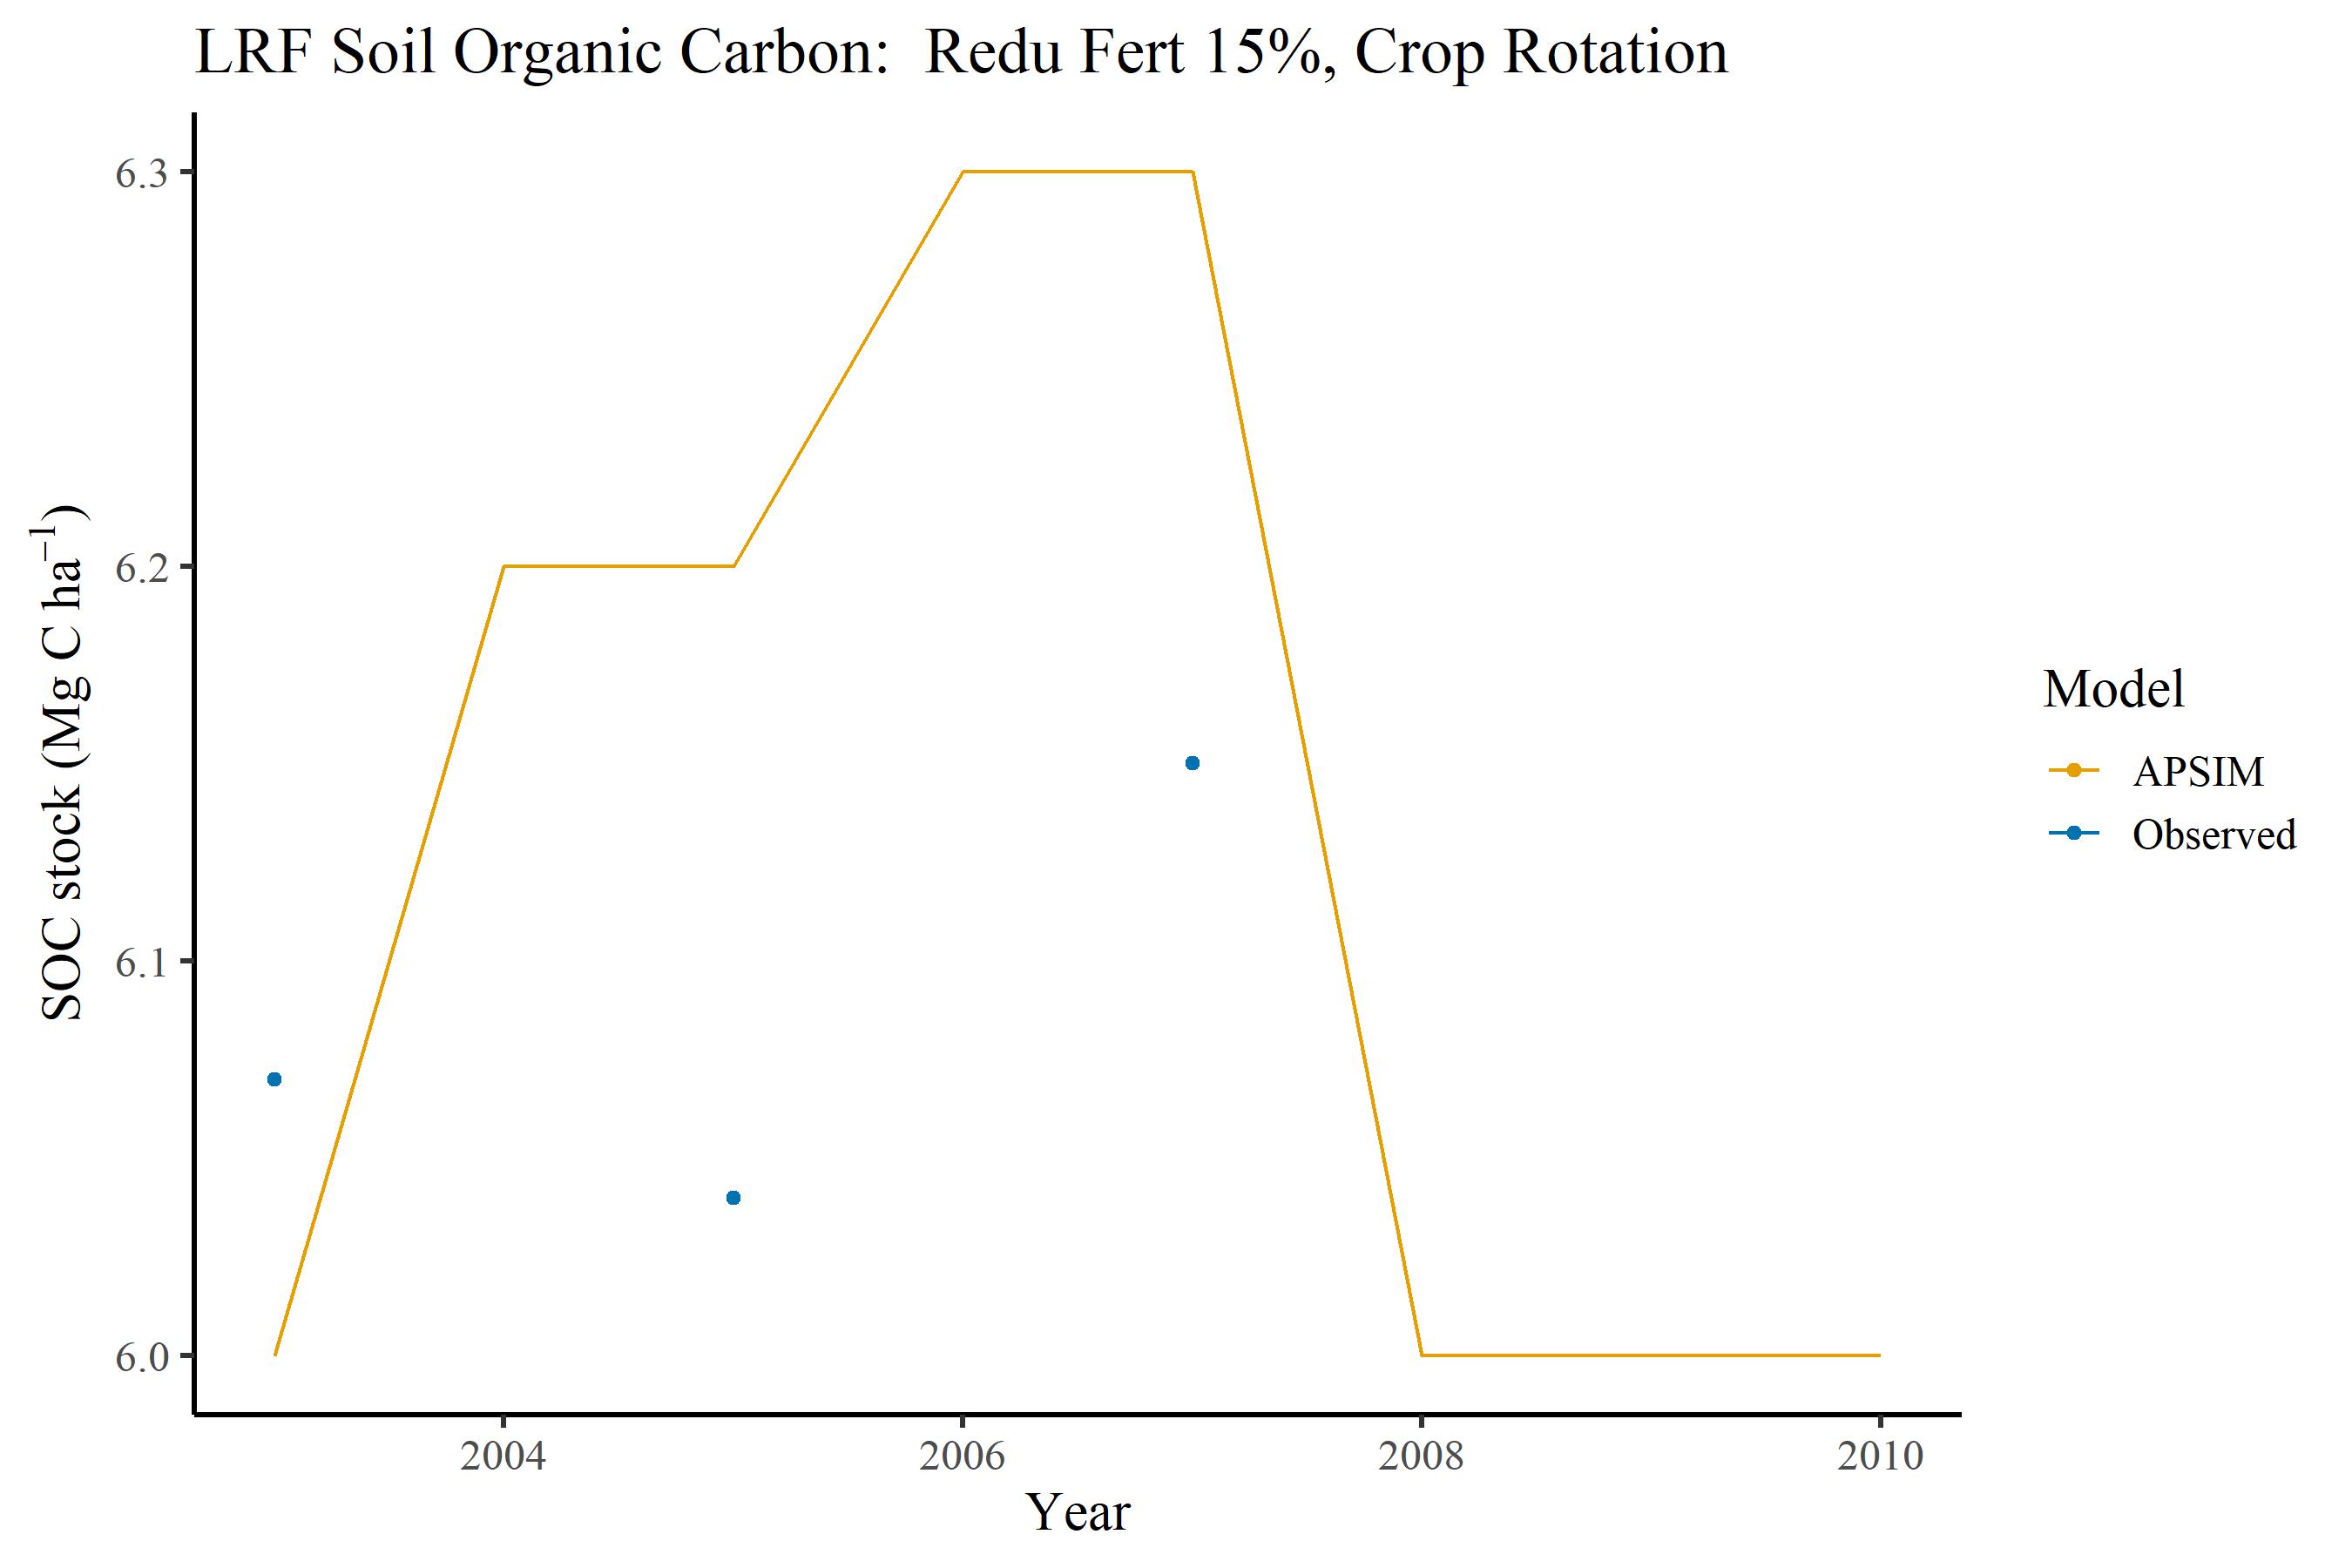 LRF Soil Organic Carbon:  Redu Fert 15%, Crop Rotation
SOC stock (Mg C ha⁻¹)
6.3
6.2
6.1
6.0
2004 2006 2008 2010
Year
Model
APSIM
Observed